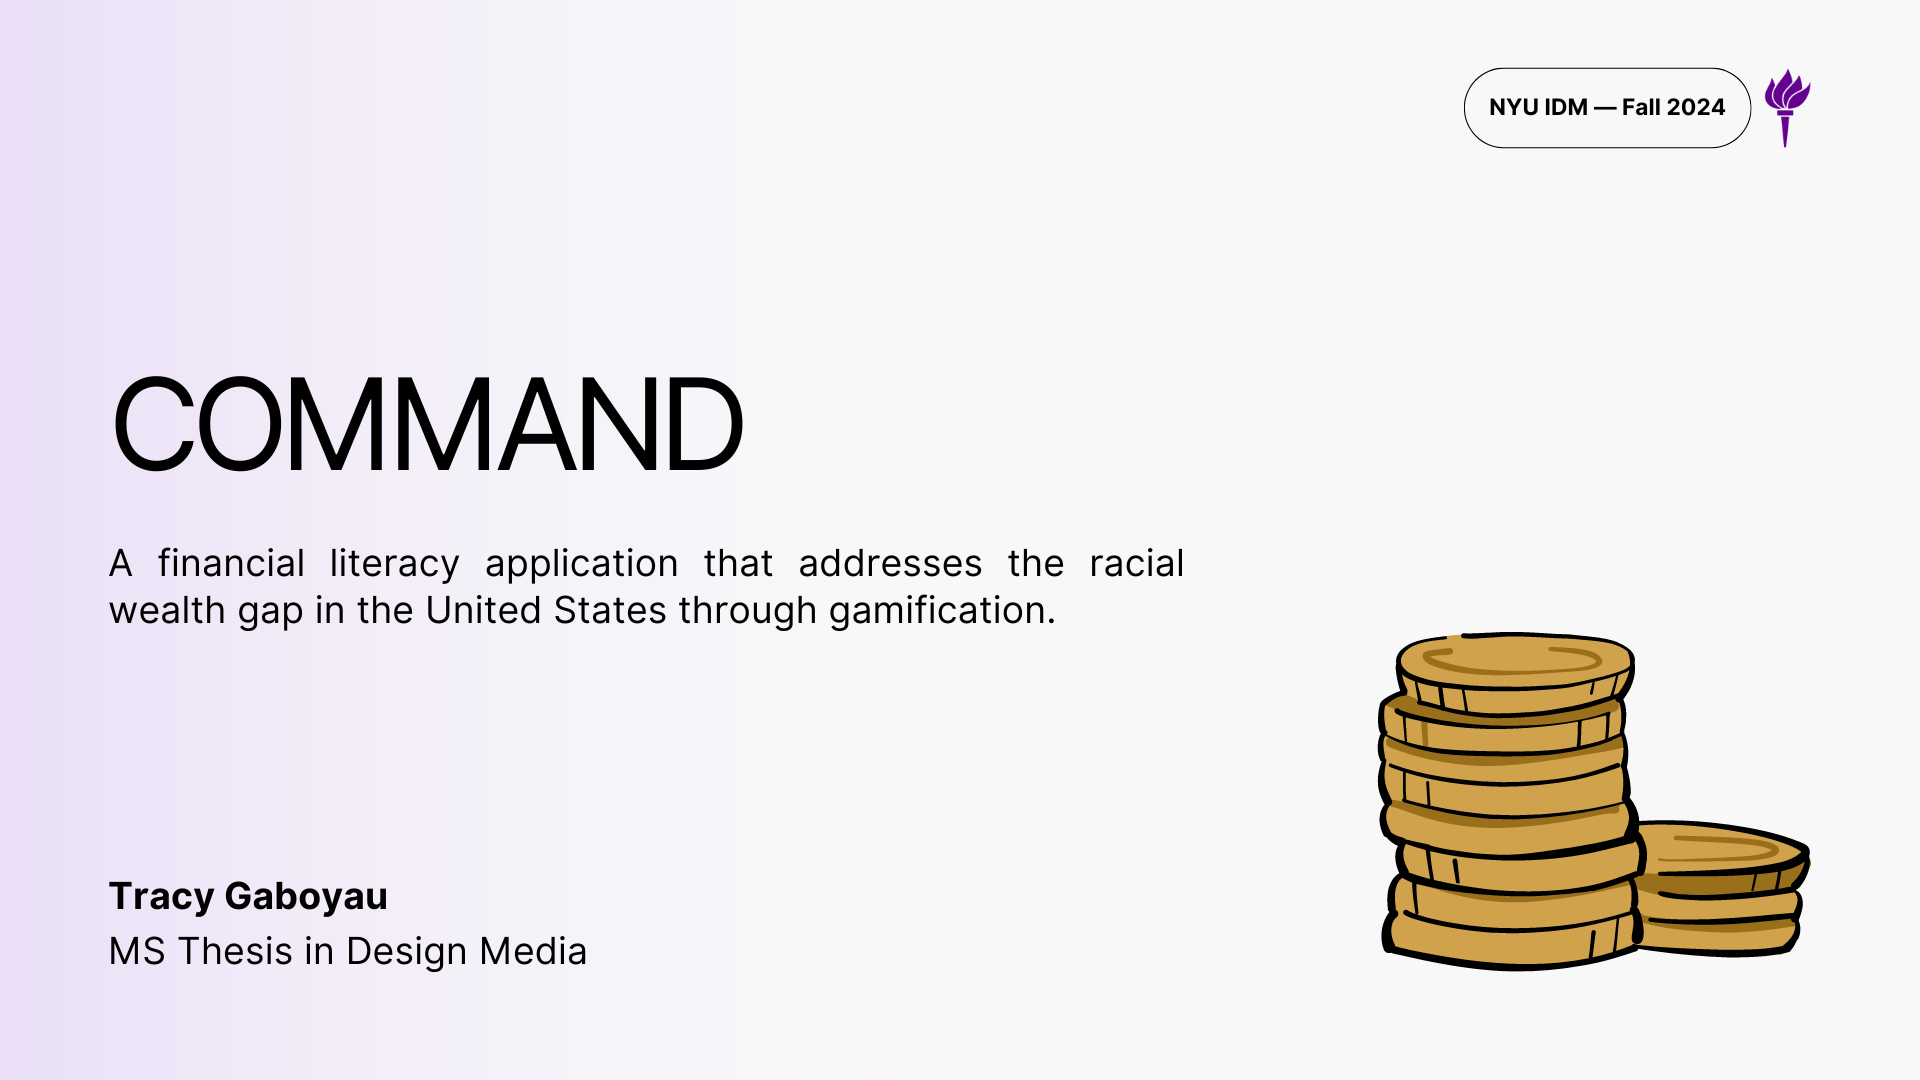 NYU IDM — Fall 2024
COMMAND
A financial literacy application that addresses the racial
wealth gap in the United States through gamification.
Tracy Gaboyau
MS Thesis in Design Media